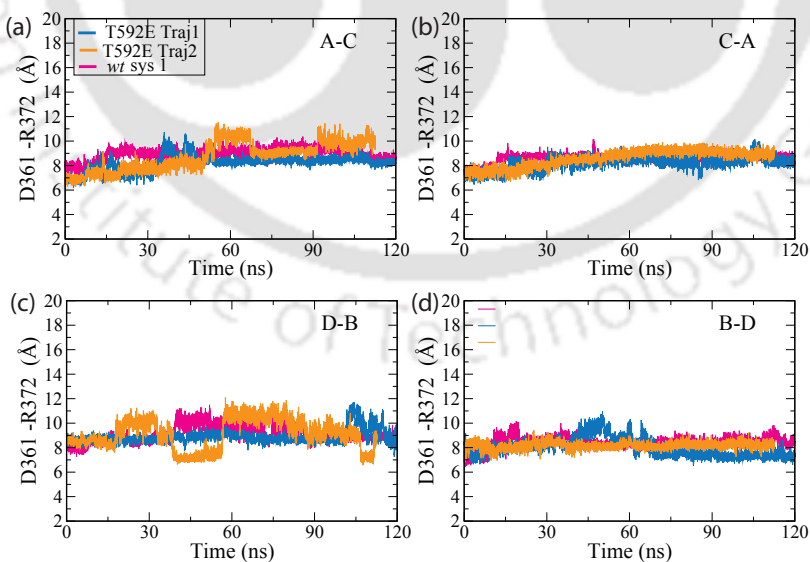 (a)
T592E Traj1
T592E Traj2
wt sys 1
A-C
D361 -R372 (Å)
20
18
16
14
12
10
8
6
4
2
0 30 60 90 120
Time (ns)
(b)
C-A
D361 -R372 (Å)
20
18
16
14
12
10
8
6
4
2
0 30 60 90 120
Time (ns)
(c)
D-B
D361 -R372 (Å)
20
18
16
14
12
10
8
6
4
2
0 30 60 90 120
Time (ns)
(d)
B-D
D361 -R372 (Å)
20
18
16
14
12
10
8
6
4
2
0 30 60 90 120
Time (ns)
titute of Technology